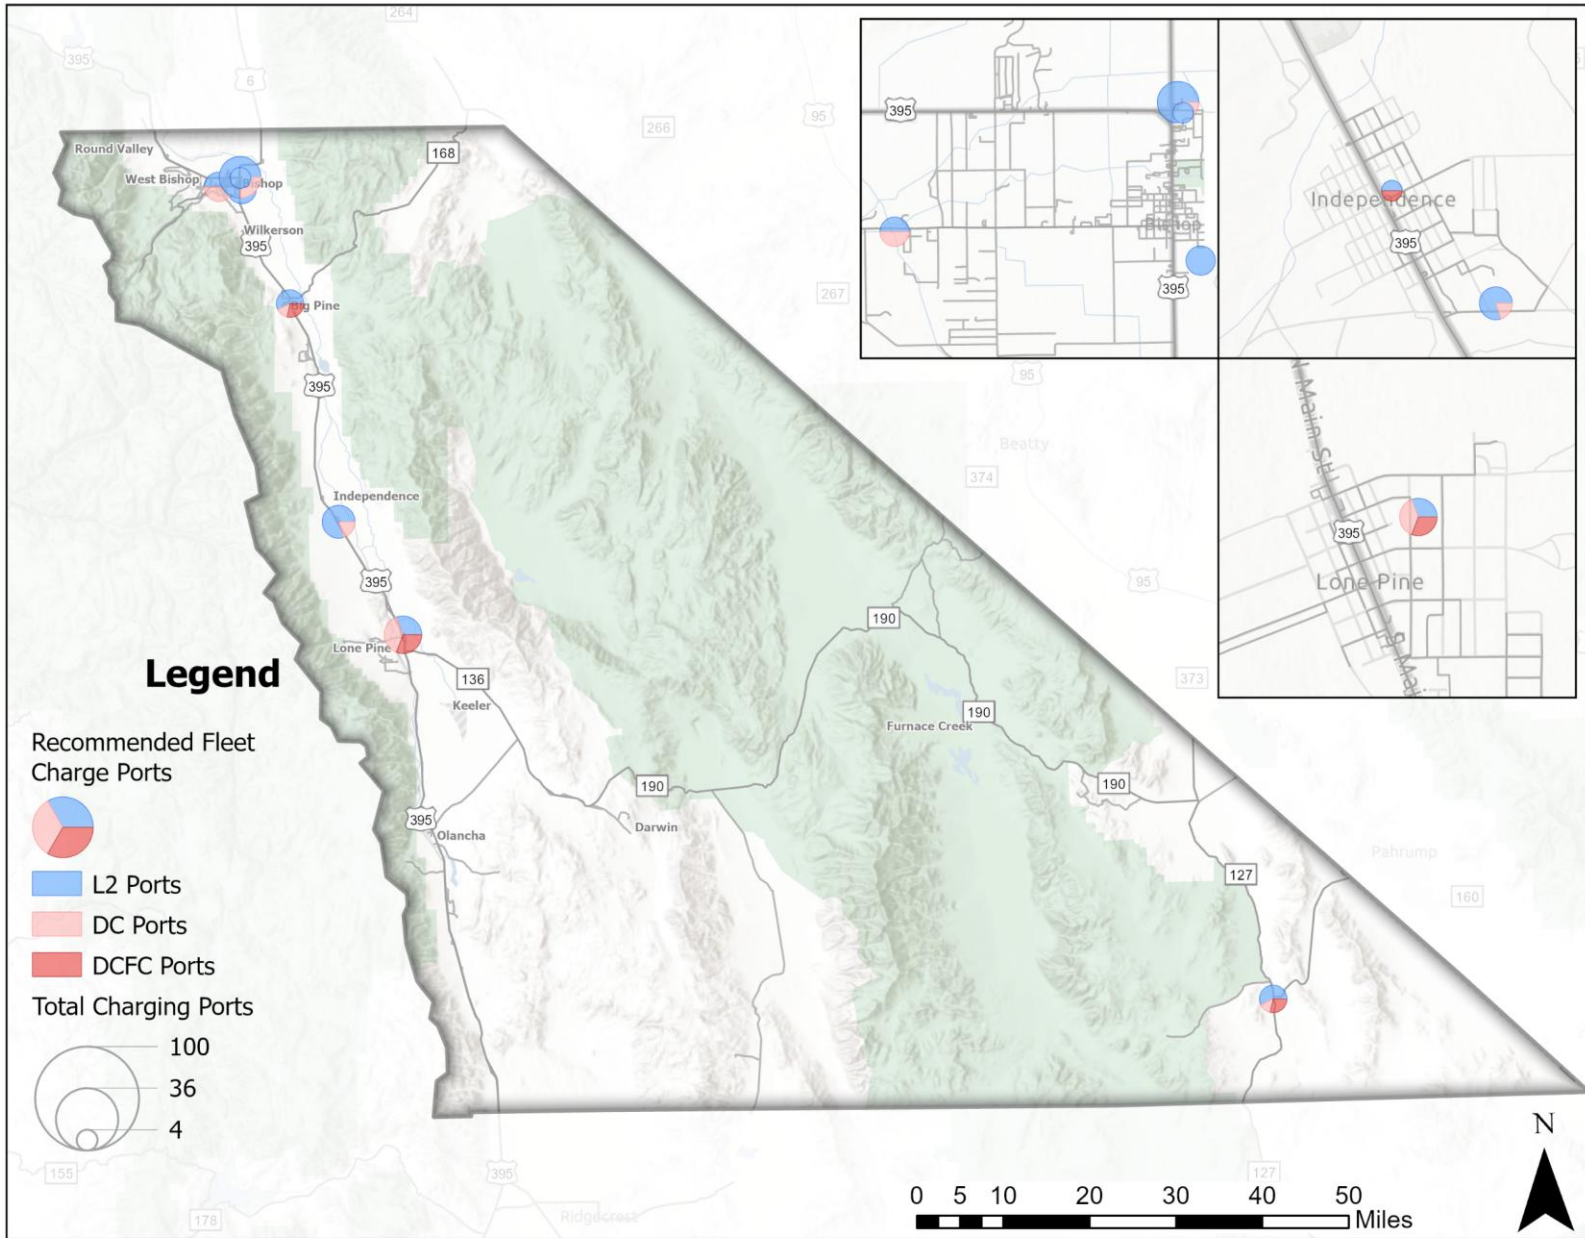 264
395
6
266
95
168
Round Valley
West Bishop
Bishop
Wilkerson
395
267
Big Pine
395
95
Beatty
374
Independence
395
95
190
Lone Pine
136
Keeler
373
190
Furnace Creek
190
190
Darwin
395
Olancha
127
Pahrump
160
155
395
178
Ridgecrest
127
395
Bishop
395
Independence
395
N Main St
395
Lone Pine
S Mai
Legend
Recommended Fleet
Charge Ports
L2 Ports
DC Ports
DCFC Ports
Total Charging Ports
100
36
4
N
0 5 10 20 30 40 50
Miles